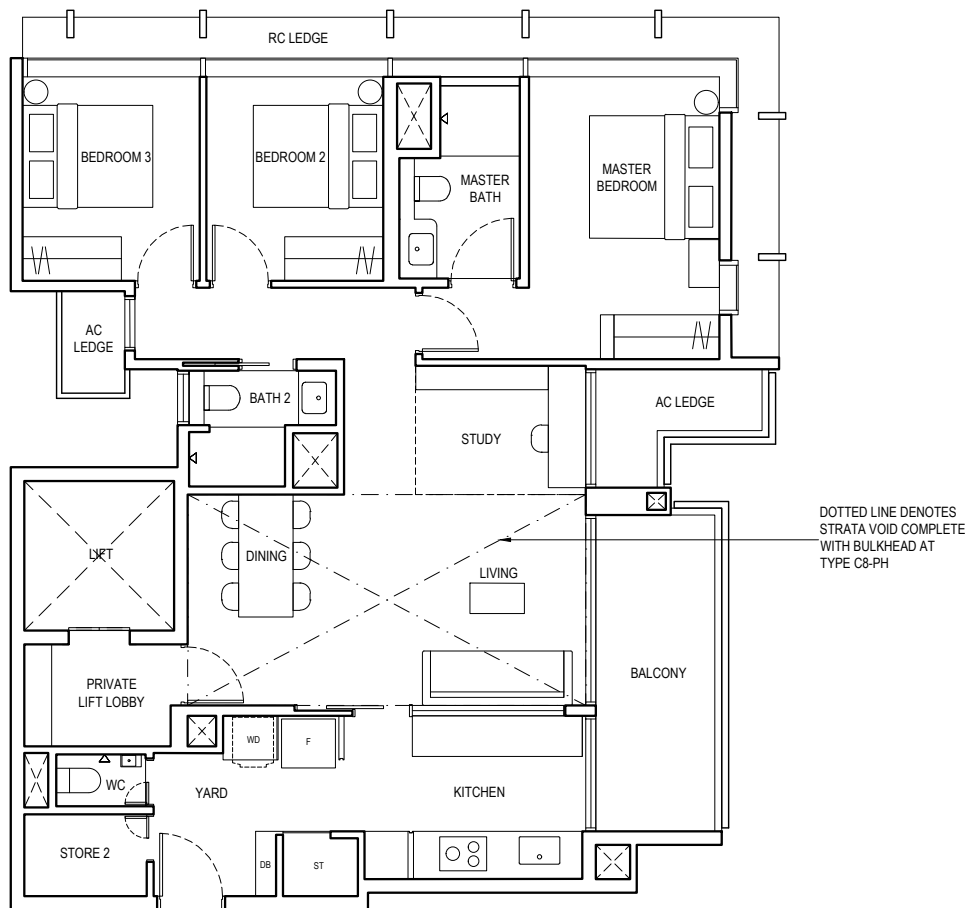 RC LEDGE
BEDROOM 3
BEDROOM 2
MASTER
BATH
MASTER
BEDROOM
AC
LEDGE
BATH 2
AC LEDGE
STUDY
DOTTED LINE DENOTES
STRATA VOID COMPLETE
WITH BULKHEAD AT
TYPE C8-PH
LIFT
DINING
LIVING
BALCONY
PRIVATE
LIFT LOBBY
WD
F
WC
YARD
KITCHEN
STORE 2
DB
ST